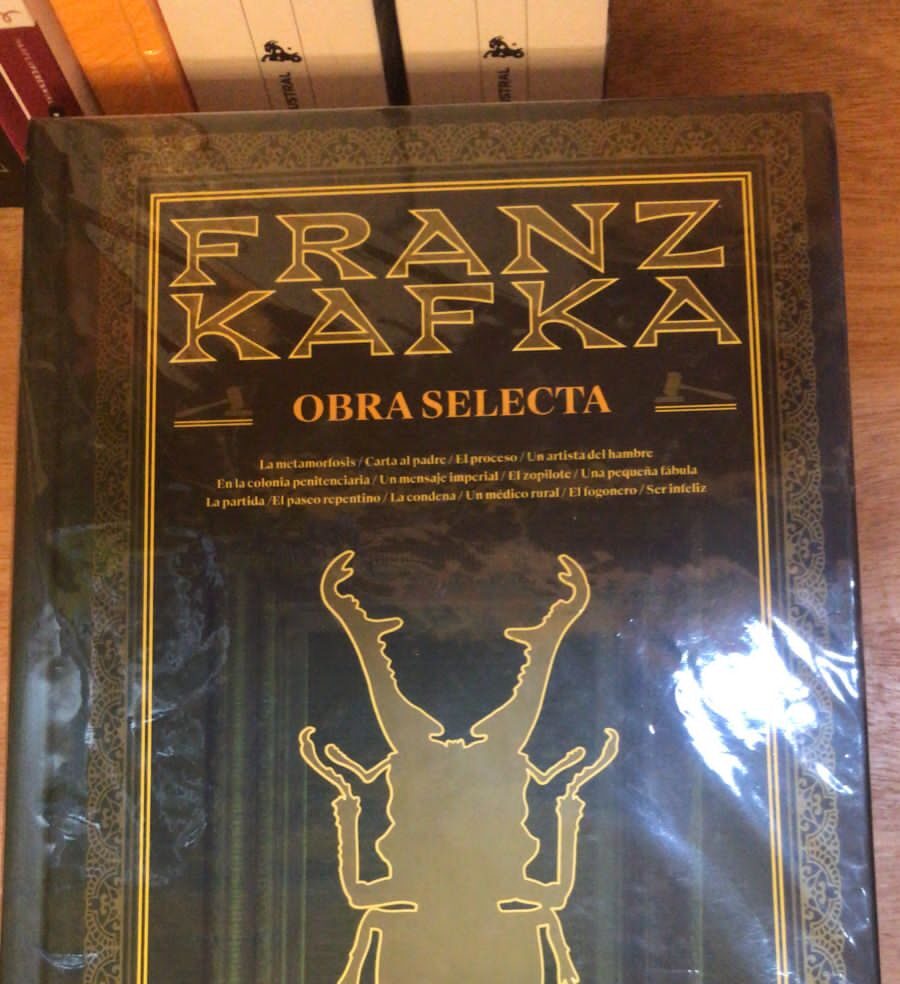 USTRAL
USTRAL
FRANZ
KAFKA
OBRA SELECTA
La metamorfosis / Carta al padre / El proceso / Un artista del hambre
En la colonia penitenciaria / Un mensaje imperial / El zopilote / Una pequeña fábula
La partida / El paseo repentino / La condena / Un médico rural / El fogonero / Ser infeliz